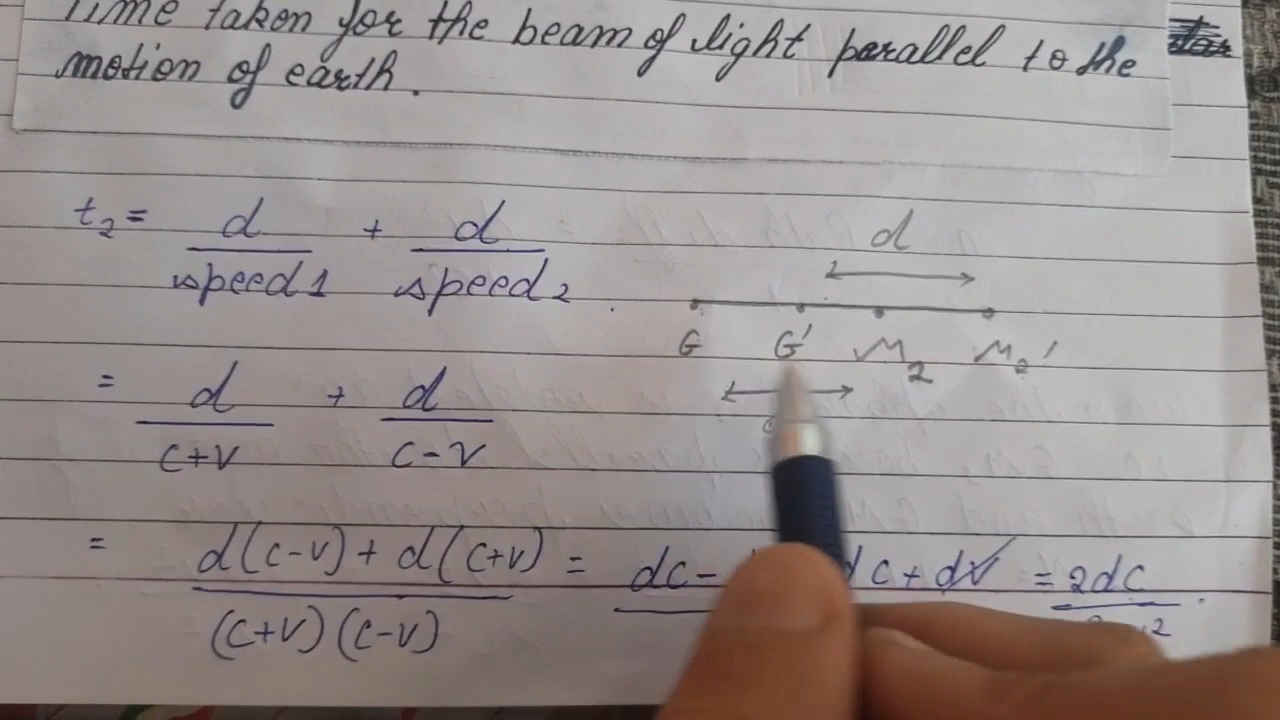 Time taken for the beam of light parallel to the
motion of earth.
t₂ = d/speed1 + d/speed₂
d
G G' M₂ M₂'
= d/c+v + d/c-v
= d(c-v) + d(c+v)/(c+v)(c-v) = dc- dc+dv = 2dc